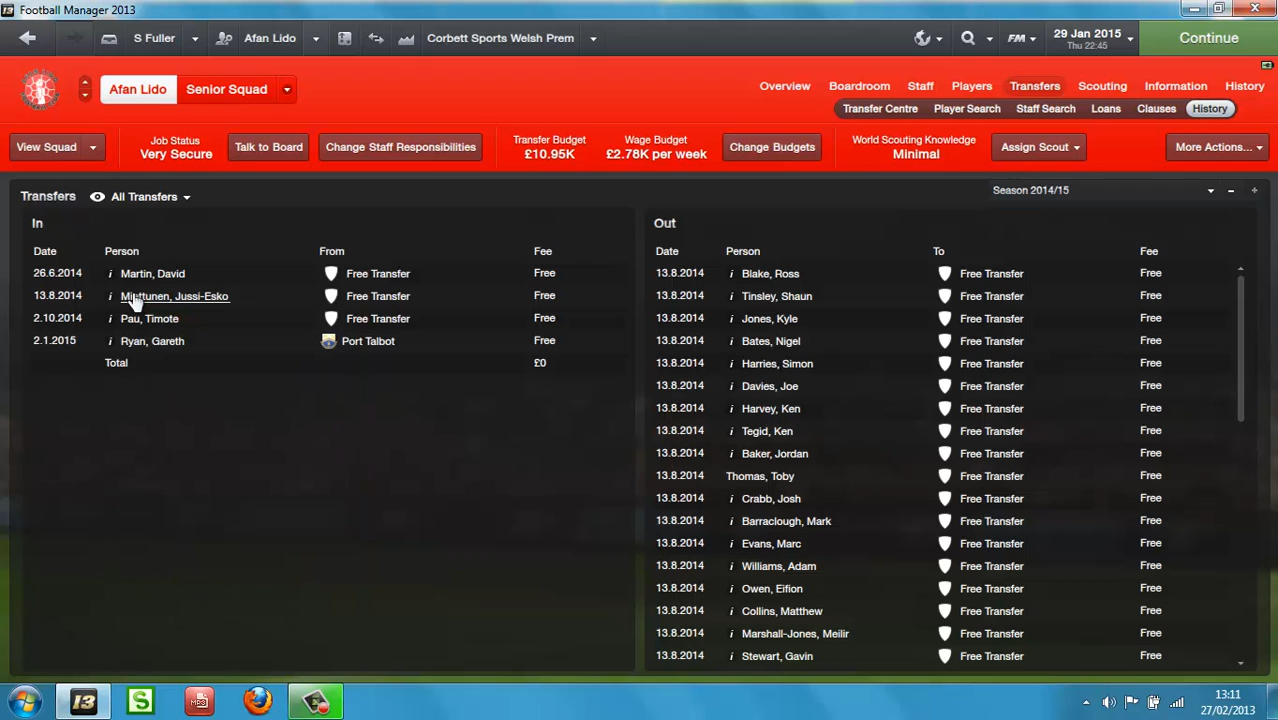 Football Manager 2013
S Fuller Afan Lido Corbett Sports Welsh Prem FM 29 Jan 2015 Thu 22:45 Continue
Afan Lido Senior Squad
Overview Boardroom Staff Players Transfers Scouting Information History
Transfer Centre Player Search Staff Search Loans Clauses History
View Squad Job Status Very Secure Talk to Board Change Staff Responsibilities Transfer Budget £10.95K Wage Budget £2.78K per week Change Budgets World Scouting Knowledge Minimal Assign Scout More Actions...
Transfers All Transfers Season 2014/15
In
Date Person From Fee
26.6.2014 i Martin, David Free Transfer Free
13.8.2014 i Jussi-Esko Free Transfer Free
2.10.2014 i Pau, Timote Free Transfer Free
2.1.2015 i Ryan, Gareth Port Talbot Free
Total £0
Out
Date Person To Fee
13.8.2014 i Blake, Ross Free Transfer Free
13.8.2014 i Tinsley, Shaun Free Transfer Free
13.8.2014 i Jones, Kyle Free Transfer Free
13.8.2014 i Bates, Nigel Free Transfer Free
13.8.2014 i Harries, Simon Free Transfer Free
13.8.2014 i Davies, Joe Free Transfer Free
13.8.2014 i Harvey, Ken Free Transfer Free
13.8.2014 i Tegid, Ken Free Transfer Free
13.8.2014 i Baker, Jordan Free Transfer Free
13.8.2014 Thomas, Toby Free Transfer Free
13.8.2014 i Crabb, Josh Free Transfer Free
13.8.2014 i Barraclough, Mark Free Transfer Free
13.8.2014 i Evans, Marc Free Transfer Free
13.8.2014 i Williams, Adam Free Transfer Free
13.8.2014 i Owen, Eifion Free Transfer Free
13.8.2014 i Collins, Matthew Free Transfer Free
13.8.2014 i Marshall-Jones, Meilir Free Transfer Free
13.8.2014 i Stewart, Gavin Free Transfer Free
13 S MP3
13:11
27/02/2013